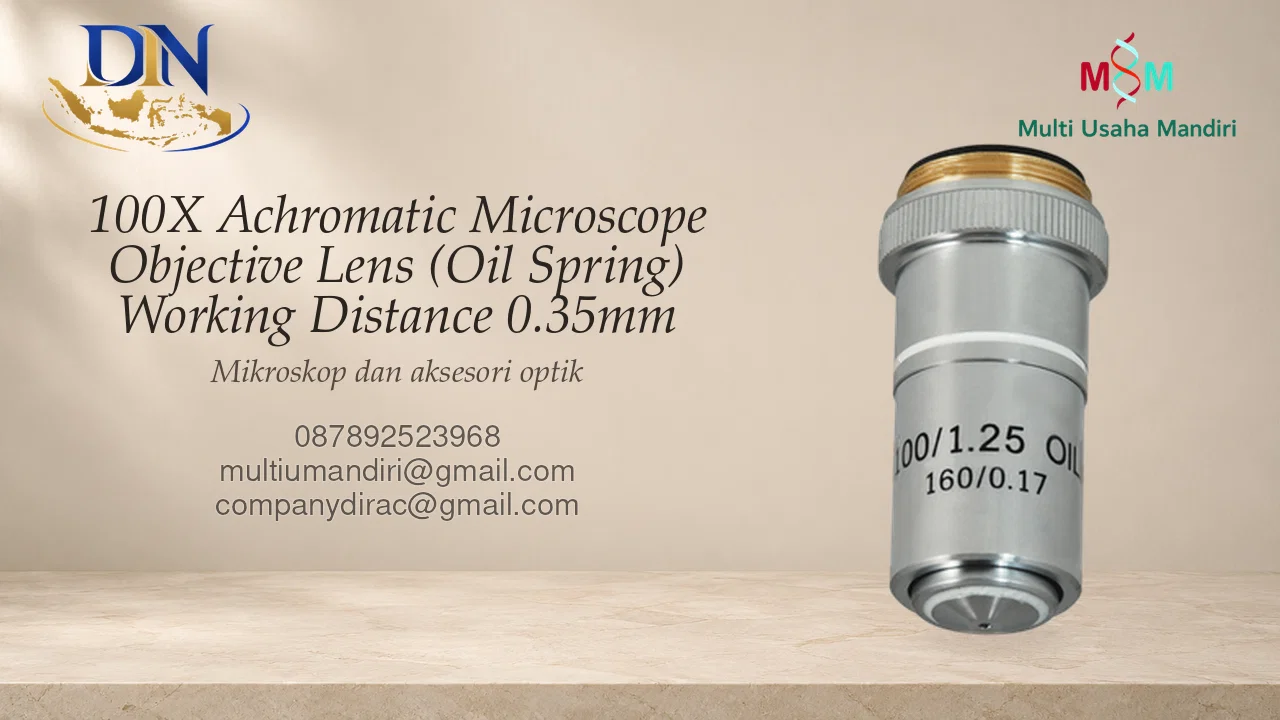 DN
M M
Multi Usaha Mandiri
100X Achromatic Microscope
Objective Lens (Oil Spring)
Working Distance 0.35mm
Mikroskop dan aksesori optik
087892523968
multiumandiri@gmail.com
companydirac@gmail.com
100/1.25 OIL
160/0.17